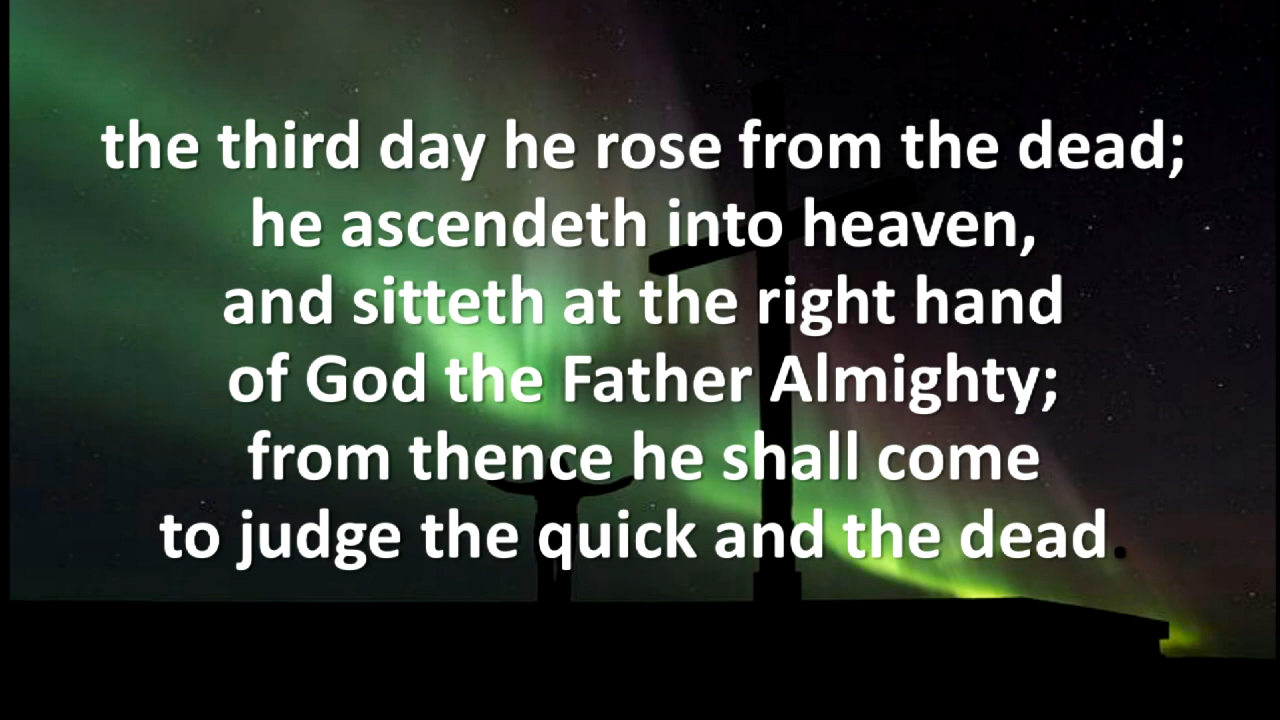 the third day he rose from the dead;
he ascendeth into heaven,
and sitteth at the right hand
of God the Father Almighty;
from thence he shall come
to judge the quick and the dead.